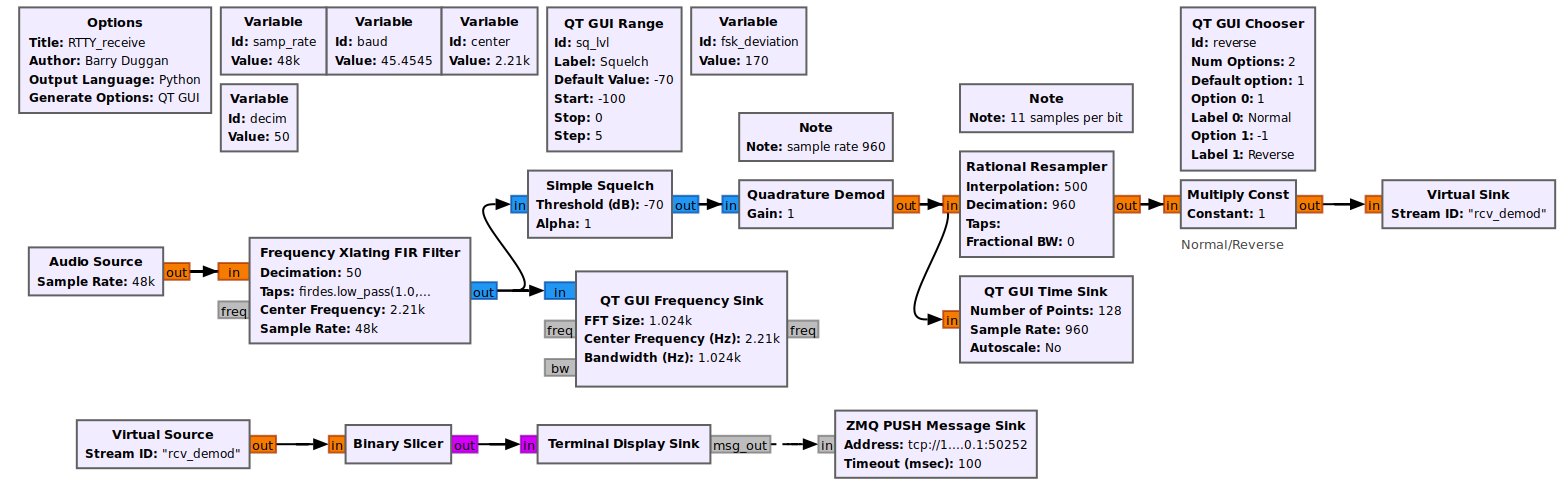 Options
Title: RTTY_receive
Author: Barry Duggan
Output Language: Python
Generate Options: QT GUI
Variable
Id: samp_rate
Value: 48k
Variable
Id: baud
Value: 45.4545
Variable
Id: center
Value: 2.21k
QT GUI Range
Id: sq_lvl
Label: Squelch
Default Value: -70
Start: -100
Stop: 0
Step: 5
Variable
Id: fsk_deviation
Value: 170
QT GUI Chooser
Id: reverse
Num Options: 2
Default option: 1
Option 0: 1
Label 0: Normal
Option 1: -1
Label 1: Reverse
Variable
Id: decim
Value: 50
Note
Note: sample rate 960
Note
Note: 11 samples per bit
Audio Source
Sample Rate: 48k
out
in
freq
Frequency Xlating FIR Filter
Decimation: 50
Taps: firdes.low_pass(1.0,...
Center Frequency: 2.21k
Sample Rate: 48k
out
in
Simple Squelch
Threshold (dB): -70
Alpha: 1
out
in
Quadrature Demod
Gain: 1
out
in
Rational Resampler
Interpolation: 500
Decimation: 960
Taps:
Fractional BW: 0
out
in
Multiply Const
Constant: 1
out
Normal/Reverse
in
Virtual Sink
Stream ID: "rcv_demod"
in
freq
bw
QT GUI Frequency Sink
FFT Size: 1.024k
Center Frequency (Hz): 2.21k
Bandwidth (Hz): 1.024k
freq
in
QT GUI Time Sink
Number of Points: 128
Sample Rate: 960
Autoscale: No
Virtual Source
Stream ID: "rcv_demod"
out
in
Binary Slicer
out
in
Terminal Display Sink
msg_out
in
ZMQ PUSH Message Sink
Address: tcp://1....0.1:50252
Timeout (msec): 100